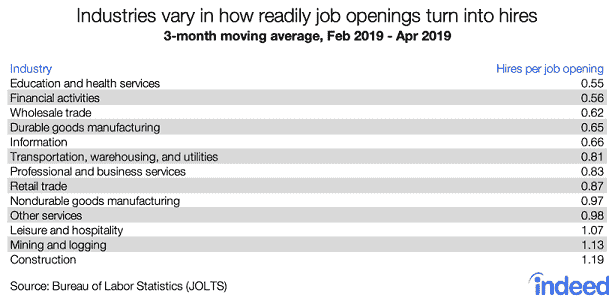 Industries vary in how readily job openings turn into hires
3-month moving average, Feb 2019 - Apr 2019
Industry Hires per job opening
Education and health services 0.55
Financial activities 0.56
Wholesale trade 0.62
Durable goods manufacturing 0.65
Information 0.66
Transportation, warehousing, and utilities 0.81
Professional and business services 0.83
Retail trade 0.87
Nondurable goods manufacturing 0.97
Other services 0.98
Leisure and hospitality 1.07
Mining and logging 1.13
Construction 1.19
Source: Bureau of Labor Statistics (JOLTS) indeed